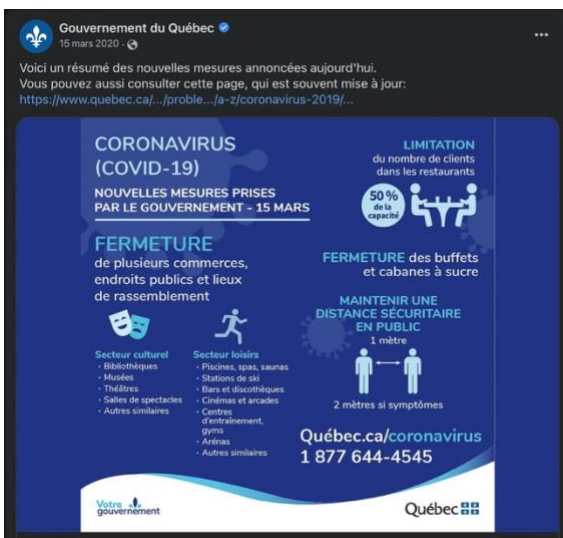 Gouvernement du Québec
15 mars 2020 ·
Voici un résumé des nouvelles mesures annoncées aujourd'hui.
Vous pouvez aussi consulter cette page, qui est souvent mise à jour:
https://www.quebec.ca/.../proble.../a-z/coronavirus-2019/...
CORONAVIRUS
(COVID-19)
NOUVELLES MESURES PRISES
PAR LE GOUVERNEMENT - 15 MARS
FERMETURE
de plusieurs commerces,
endroits publics et lieux
de rassemblement
Secteur culturel
· Bibliothèques
· Musées
· Théâtres
· Salles de spectacles
· Autres similaires
Secteur loisirs
· Piscines, spas, saunas
· Stations de ski
· Bars et discothèques
· Cinémas et arcades
· Centres
d'entraînement,
gyms
· Arénas
· Autres similaires
LIMITATION
du nombre de clients
dans les restaurants
50 %
de la
capacité
FERMETURE des buffets
et cabanes à sucre
MAINTENIR UNE
DISTANCE SÉCURITAIRE
EN PUBLIC
1 mètre
2 mètres si symptômes
Québec.ca/coronavirus
1 877 644-4545
Votre
gouvernement
Québec